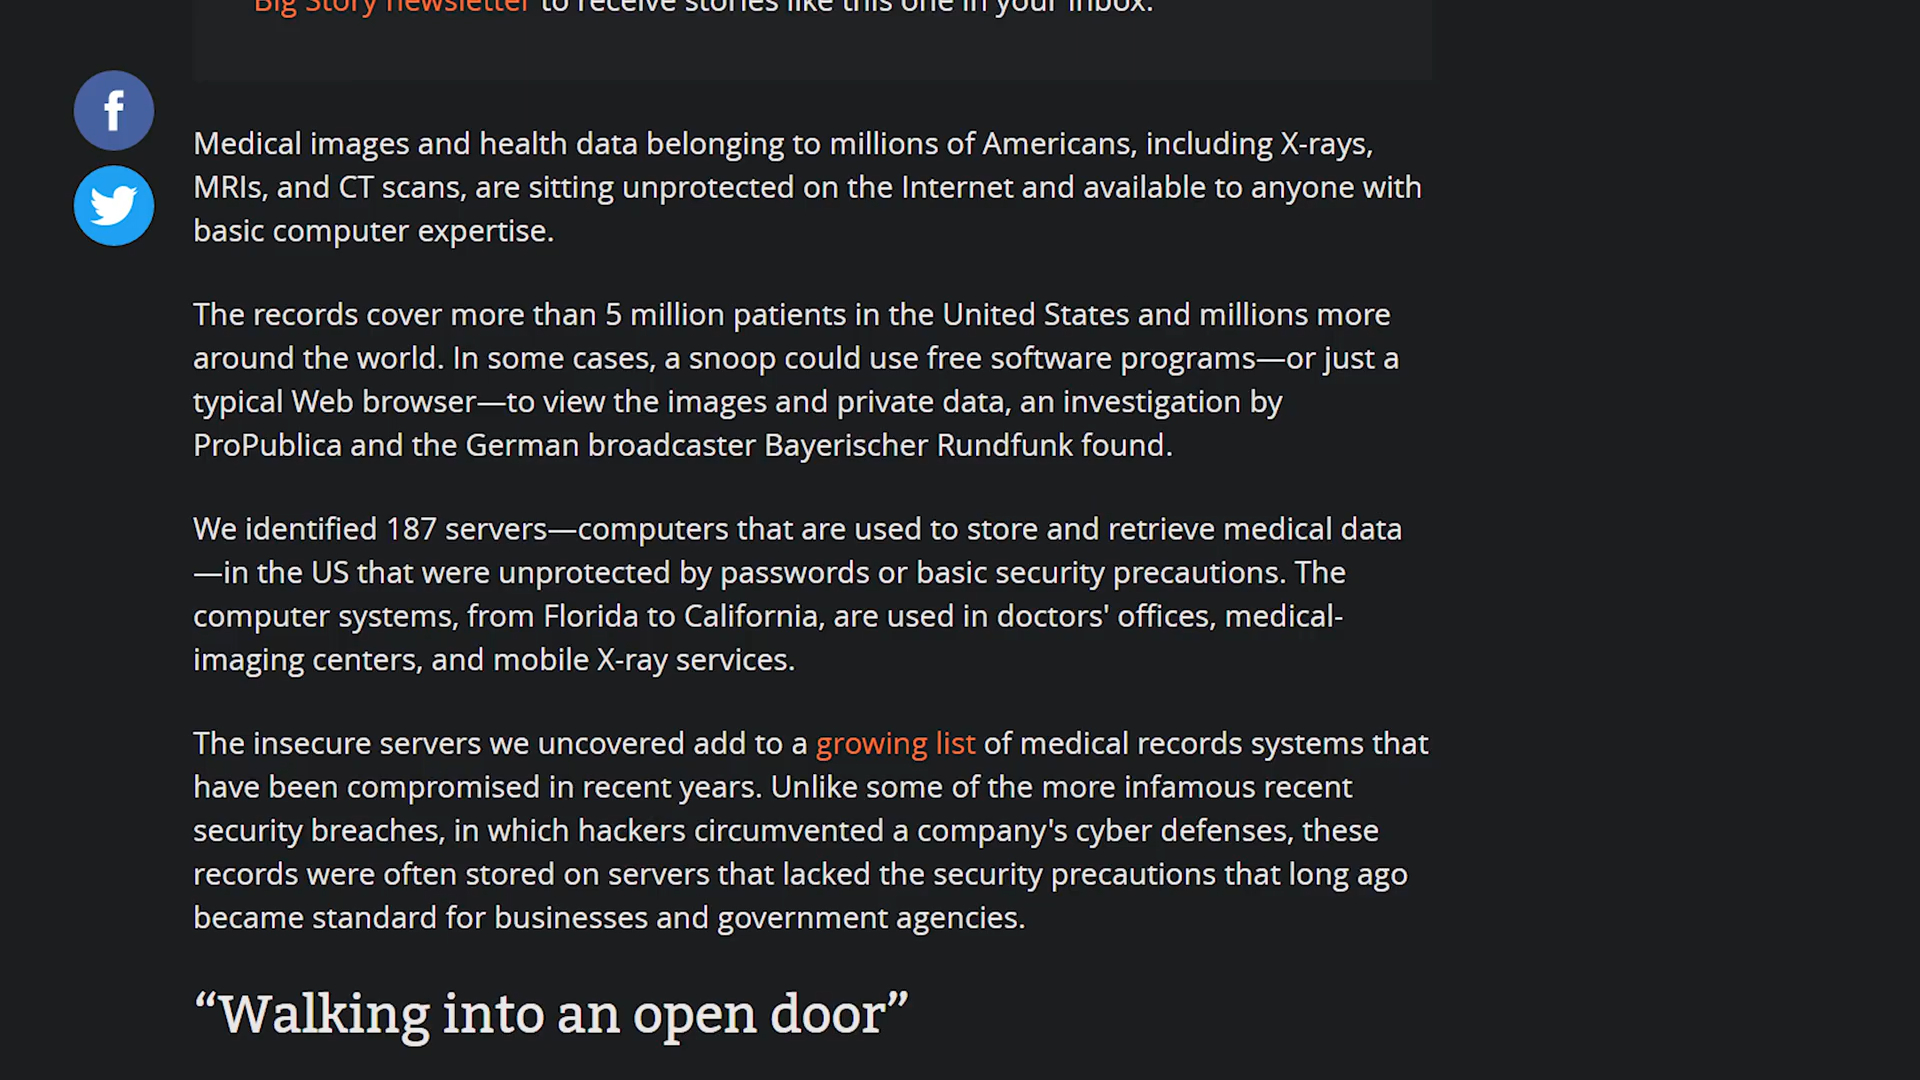 Big Story newsletter to receive stories like this one in your inbox.
Medical images and health data belonging to millions of Americans, including X-rays,
MRIs, and CT scans, are sitting unprotected on the Internet and available to anyone with
basic computer expertise.
The records cover more than 5 million patients in the United States and millions more
around the world. In some cases, a snoop could use free software programs—or just a
typical Web browser—to view the images and private data, an investigation by
ProPublica and the German broadcaster Bayerischer Rundfunk found.
We identified 187 servers—computers that are used to store and retrieve medical data
—in the US that were unprotected by passwords or basic security precautions. The
computer systems, from Florida to California, are used in doctors' offices, medical-
imaging centers, and mobile X-ray services.
The insecure servers we uncovered add to a growing list of medical records systems that
have been compromised in recent years. Unlike some of the more infamous recent
security breaches, in which hackers circumvented a company's cyber defenses, these
records were often stored on servers that lacked the security precautions that long ago
became standard for businesses and government agencies.
“Walking into an open door”